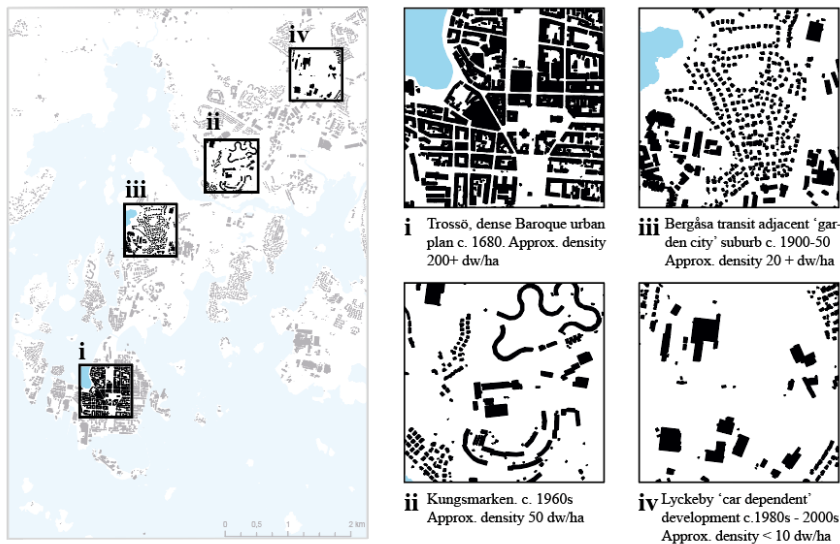 iv
ii
iii
i
0 0,5 1 2 km
i Trossö, dense Baroque urban
plan c. 1680. Approx. density
200+ dw/ha
iii Bergåsa transit adjacent ‘gar-
den city’ suburb c. 1900-50
Approx. density 20 + dw/ha
ii Kungsmarken. c. 1960s
Approx. density 50 dw/ha
iv Lyckeby ‘car dependent’
development c.1980s - 2000s
Approx. density < 10 dw/ha